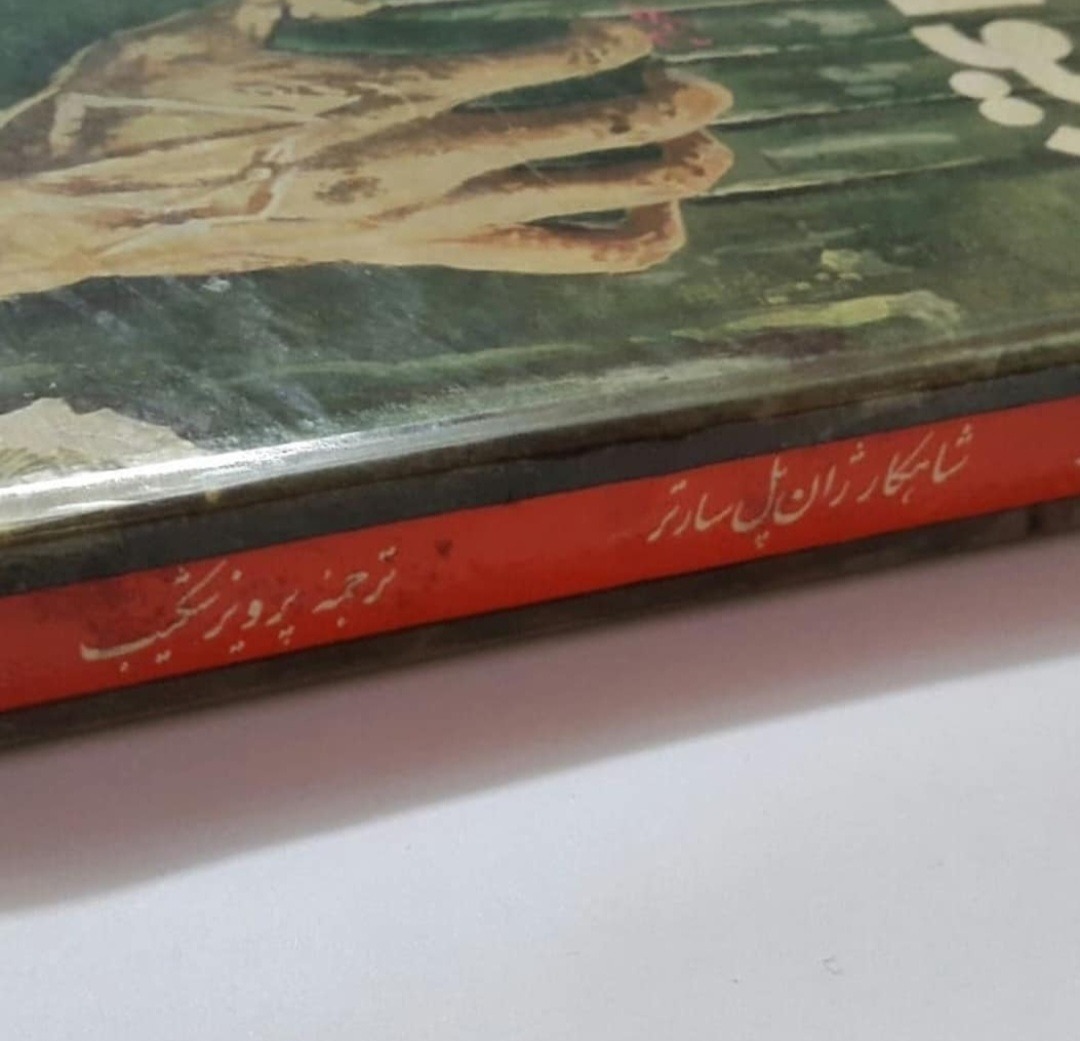 شاهکار ژان پل سارتر
ترجمهٔ پرویز شکیب